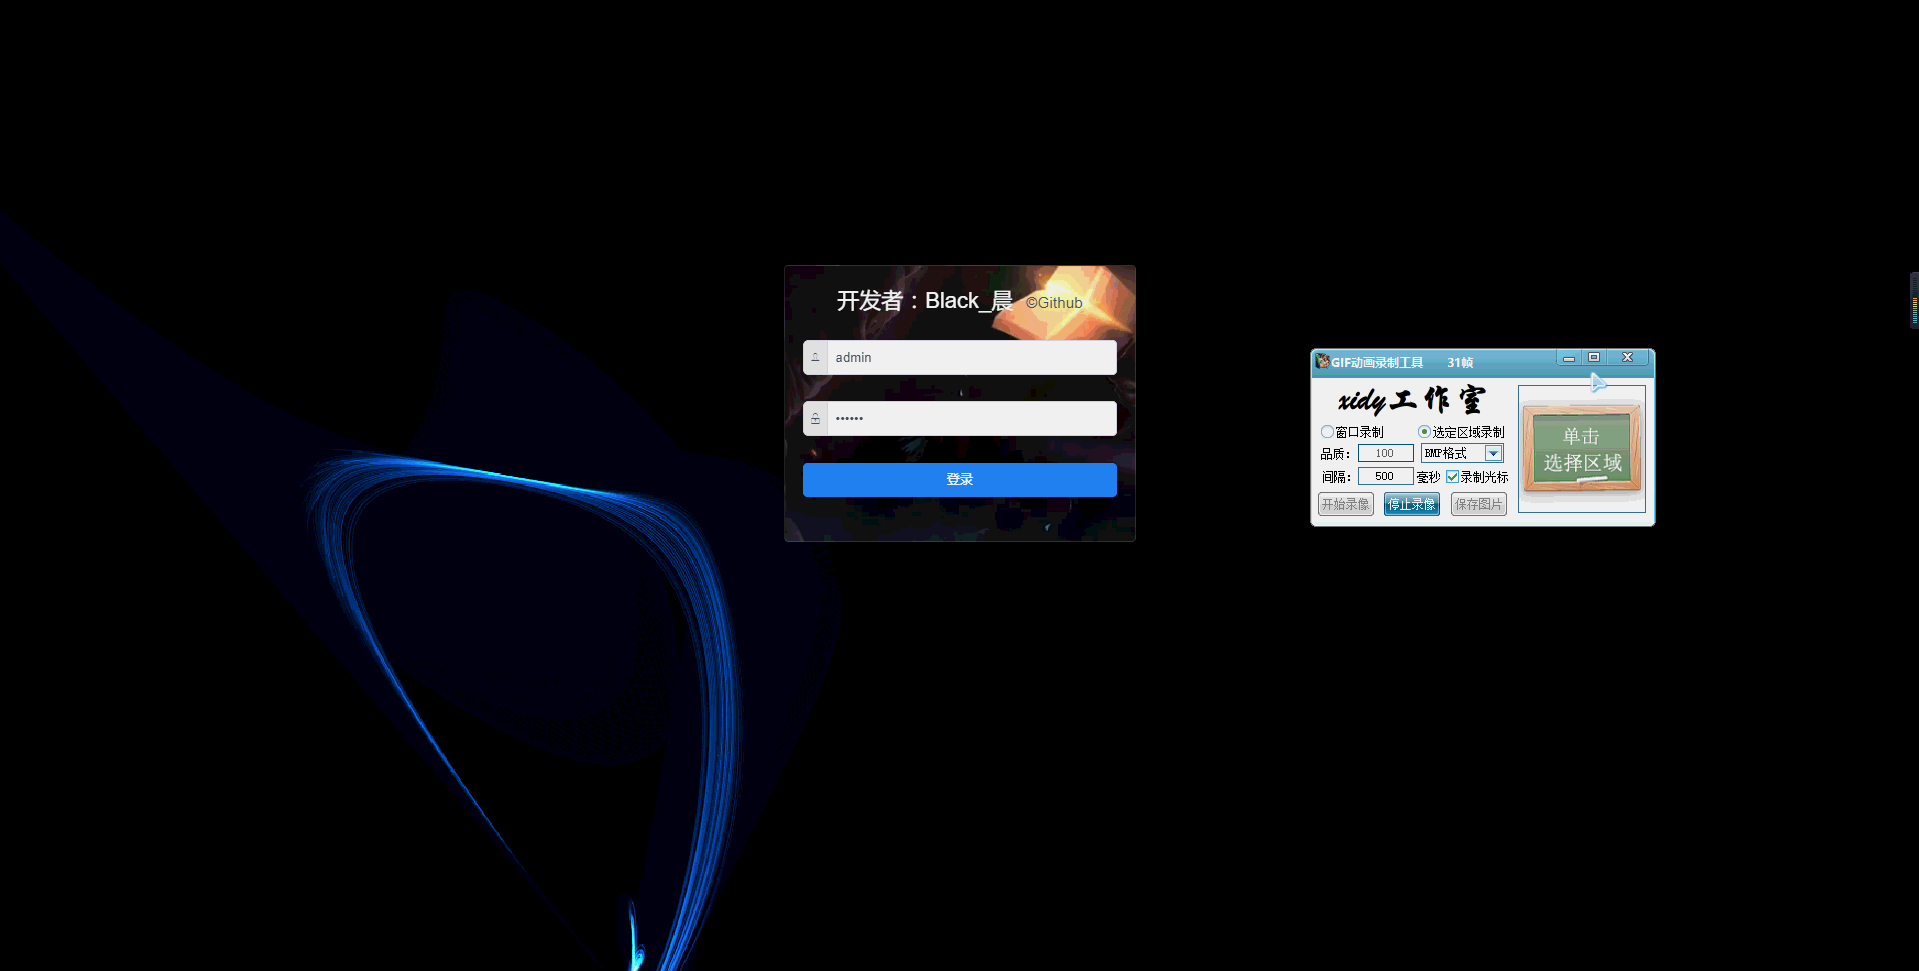 开发者：Black_晨 ©Github
admin
••••••
登录
GIF动画录制工具 31帧
xidy工作室
窗口录制 选定区域录制
品质： 100 BMP格式
间隔： 500 毫秒 录制光标
开始录像 停止录像 保存图片
单击
选择区域